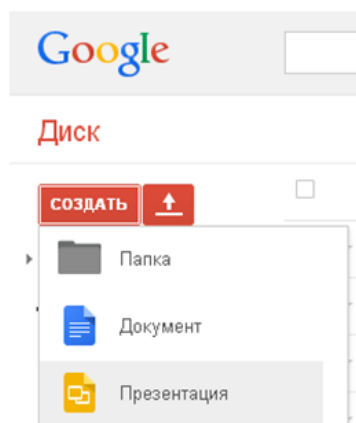 Google
Диск
СОЗДАТЬ
Папка
Документ
Презентация